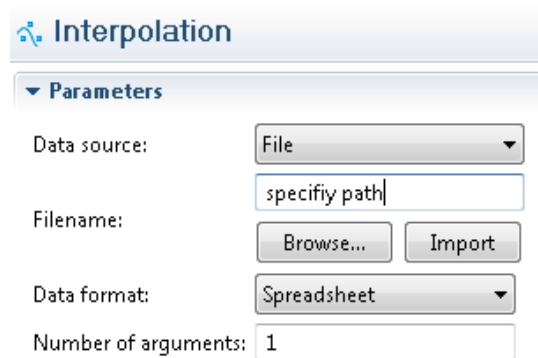 Interpolation
Parameters
Data source: File
specifiy path
Filename:
Browse... Import
Data format: Spreadsheet
Number of arguments: 1